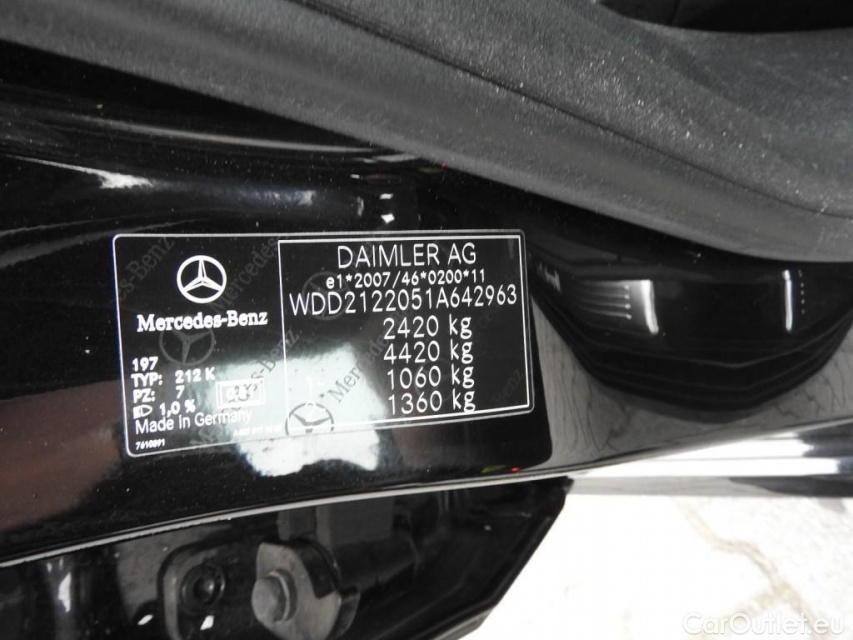 Mercedes-Benz
197
TYP: 212 K
PZ: 7
1,0 %
Made in Germany
7610891
DAIMLER AG
e1*2007/46*0200*11
WDD2122051A642963
2420 kg
4420 kg
1060 kg
1360 kg
CarOutlet.eu